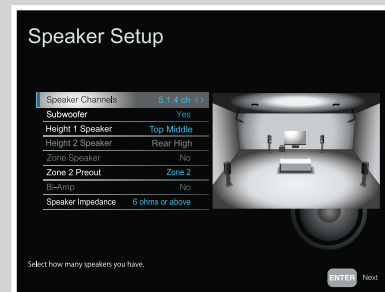 Speaker Setup
Speaker Channels 5.1.4 ch <>
Subwoofer Yes
Height 1 Speaker Top Middle
Height 2 Speaker Rear High
Zone Speaker No
Zone 2 Preout Zone 2
Bi-Amp No
Speaker Impedance 6 ohms or above
Select how many speakers you have.
ENTER Next